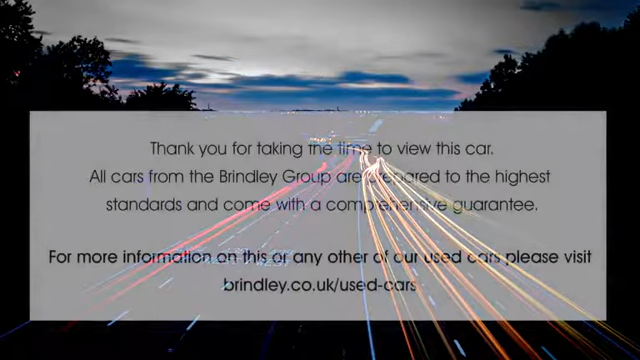 Thank you for taking the time to view this car.
All cars from the Brindley Group are prepared to the highest
standards and come with a comprehensive guarantee.
For more information on this or any other of our used cars please visit
brindley.co.uk/used-cars